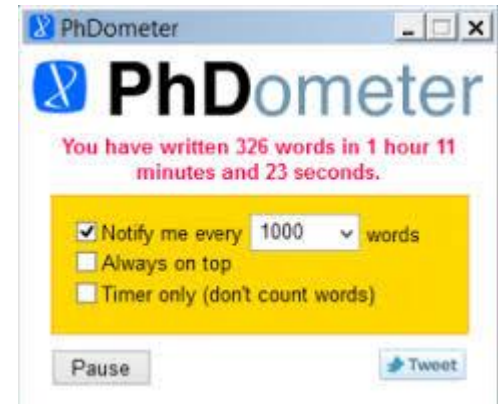 PhDometer
PhDometer
You have written 326 words in 1 hour 11
minutes and 23 seconds.
Notify me every 1000 words
Always on top
Timer only (don't count words)
Pause Tweet